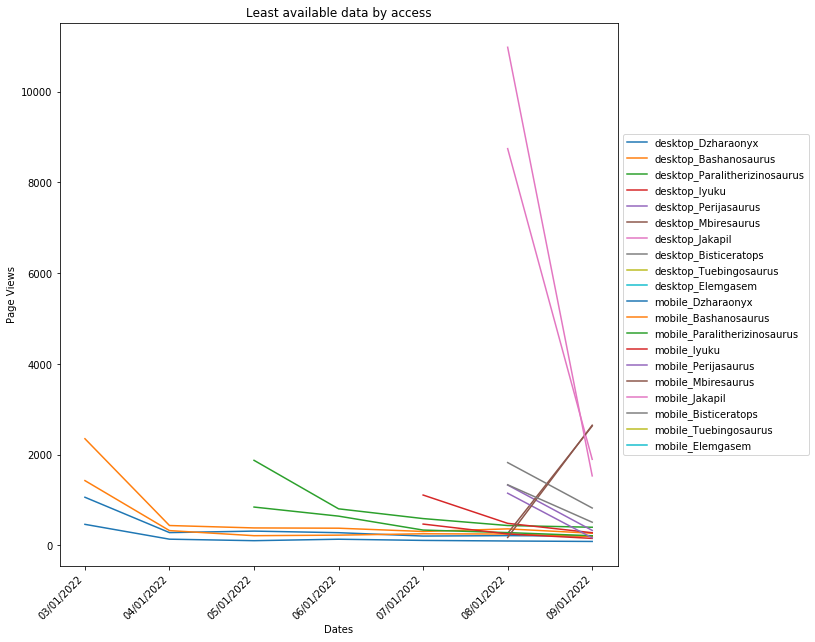 Least available data by access
Page Views
10000
8000
6000
4000
2000
0
03/01/2022
04/01/2022
05/01/2022
06/01/2022
07/01/2022
08/01/2022
09/01/2022
Dates
desktop_Dzharaonyx
desktop_Bashanosaurus
desktop_Paralitherizinosaurus
desktop_Iyuku
desktop_Perijasaurus
desktop_Mbiresaurus
desktop_Jakapil
desktop_Bisticeratops
desktop_Tuebingosaurus
desktop_Elemgasem
mobile_Dzharaonyx
mobile_Bashanosaurus
mobile_Paralitherizinosaurus
mobile_Iyuku
mobile_Perijasaurus
mobile_Mbiresaurus
mobile_Jakapil
mobile_Bisticeratops
mobile_Tuebingosaurus
mobile_Elemgasem